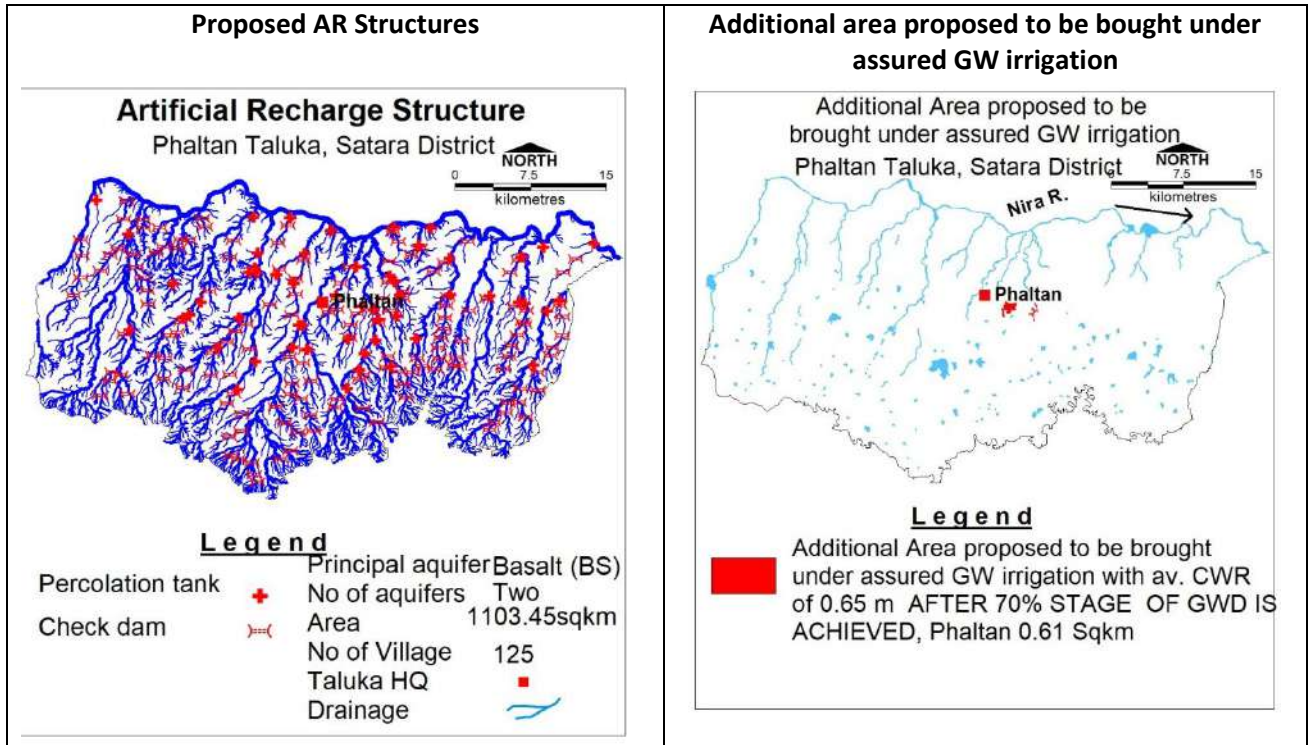 Proposed AR Structures
Artificial Recharge Structure
Phaltan Taluka, Satara District
NORTH
0 7.5 15
kilometres
Phaltan
Legend
Percolation tank
Check dam
Principal aquifer Basalt (BS)
No of aquifers Two
Area 1103.45sqkm
No of Village 125
Taluka HQ
Drainage
Additional area proposed to be bought under
assured GW irrigation
Additional Area proposed to be
brought under assured GW irrigation
Phaltan Taluka, Satara District
NORTH
7.5 15
kilometres
Nira R.
Phaltan
Legend
Additional Area proposed to be brought
under assured GW irrigation with av. CWR
of 0.65 m AFTER 70% STAGE OF GWD IS
ACHIEVED, Phaltan 0.61 Sqkm